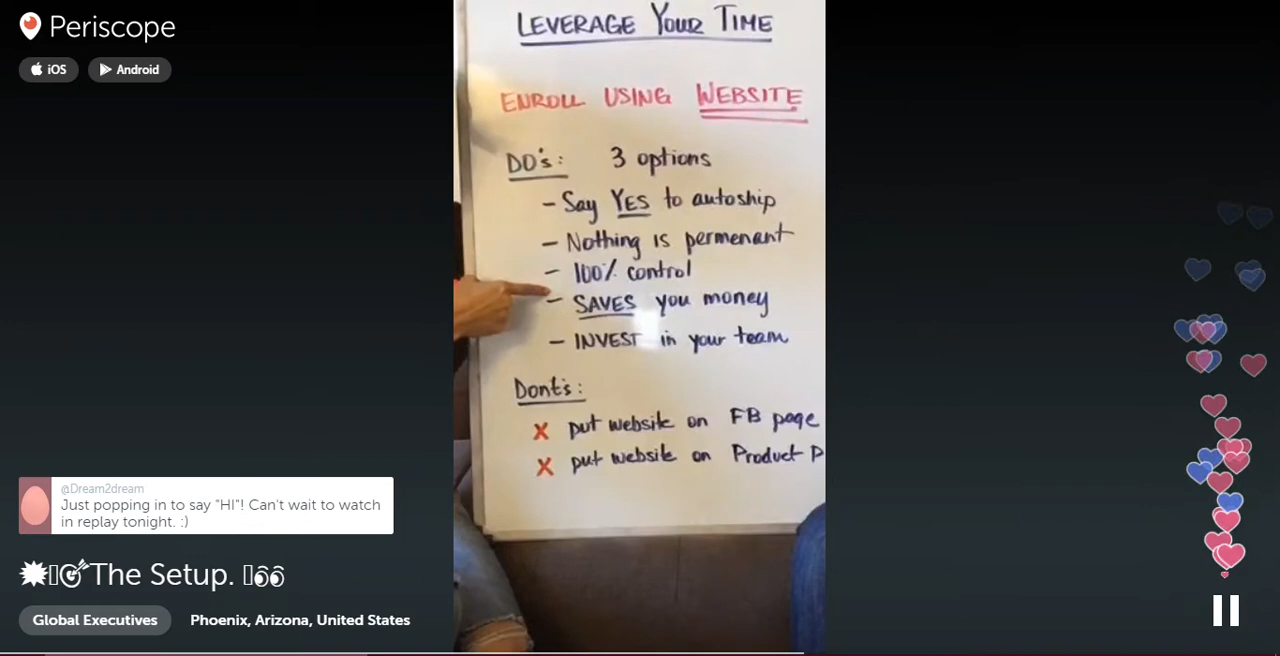 Periscope
iOS
Android
LEVERAGE YOUR TIME
ENROLL USING WEBSITE
DO's: 3 options
- Say YES to autoship
- Nothing is permenant
- 100% control
- SAVES you money
- INVEST in your team
Dont's:
X put website on FB page
X put website on Product P
@Dream2dream
Just popping in to say "HI"! Can't wait to watch
in replay tonight. :)
The Setup.
Global Executives
Phoenix, Arizona, United States